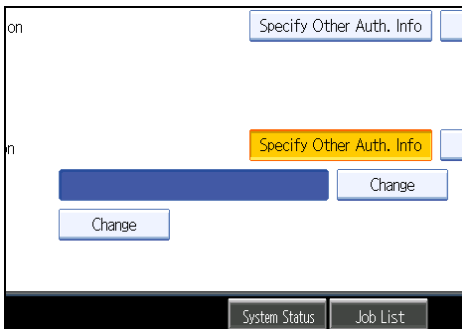 on Specify Other Auth. Info
n Specify Other Auth. Info
Change
Change
System Status Job List